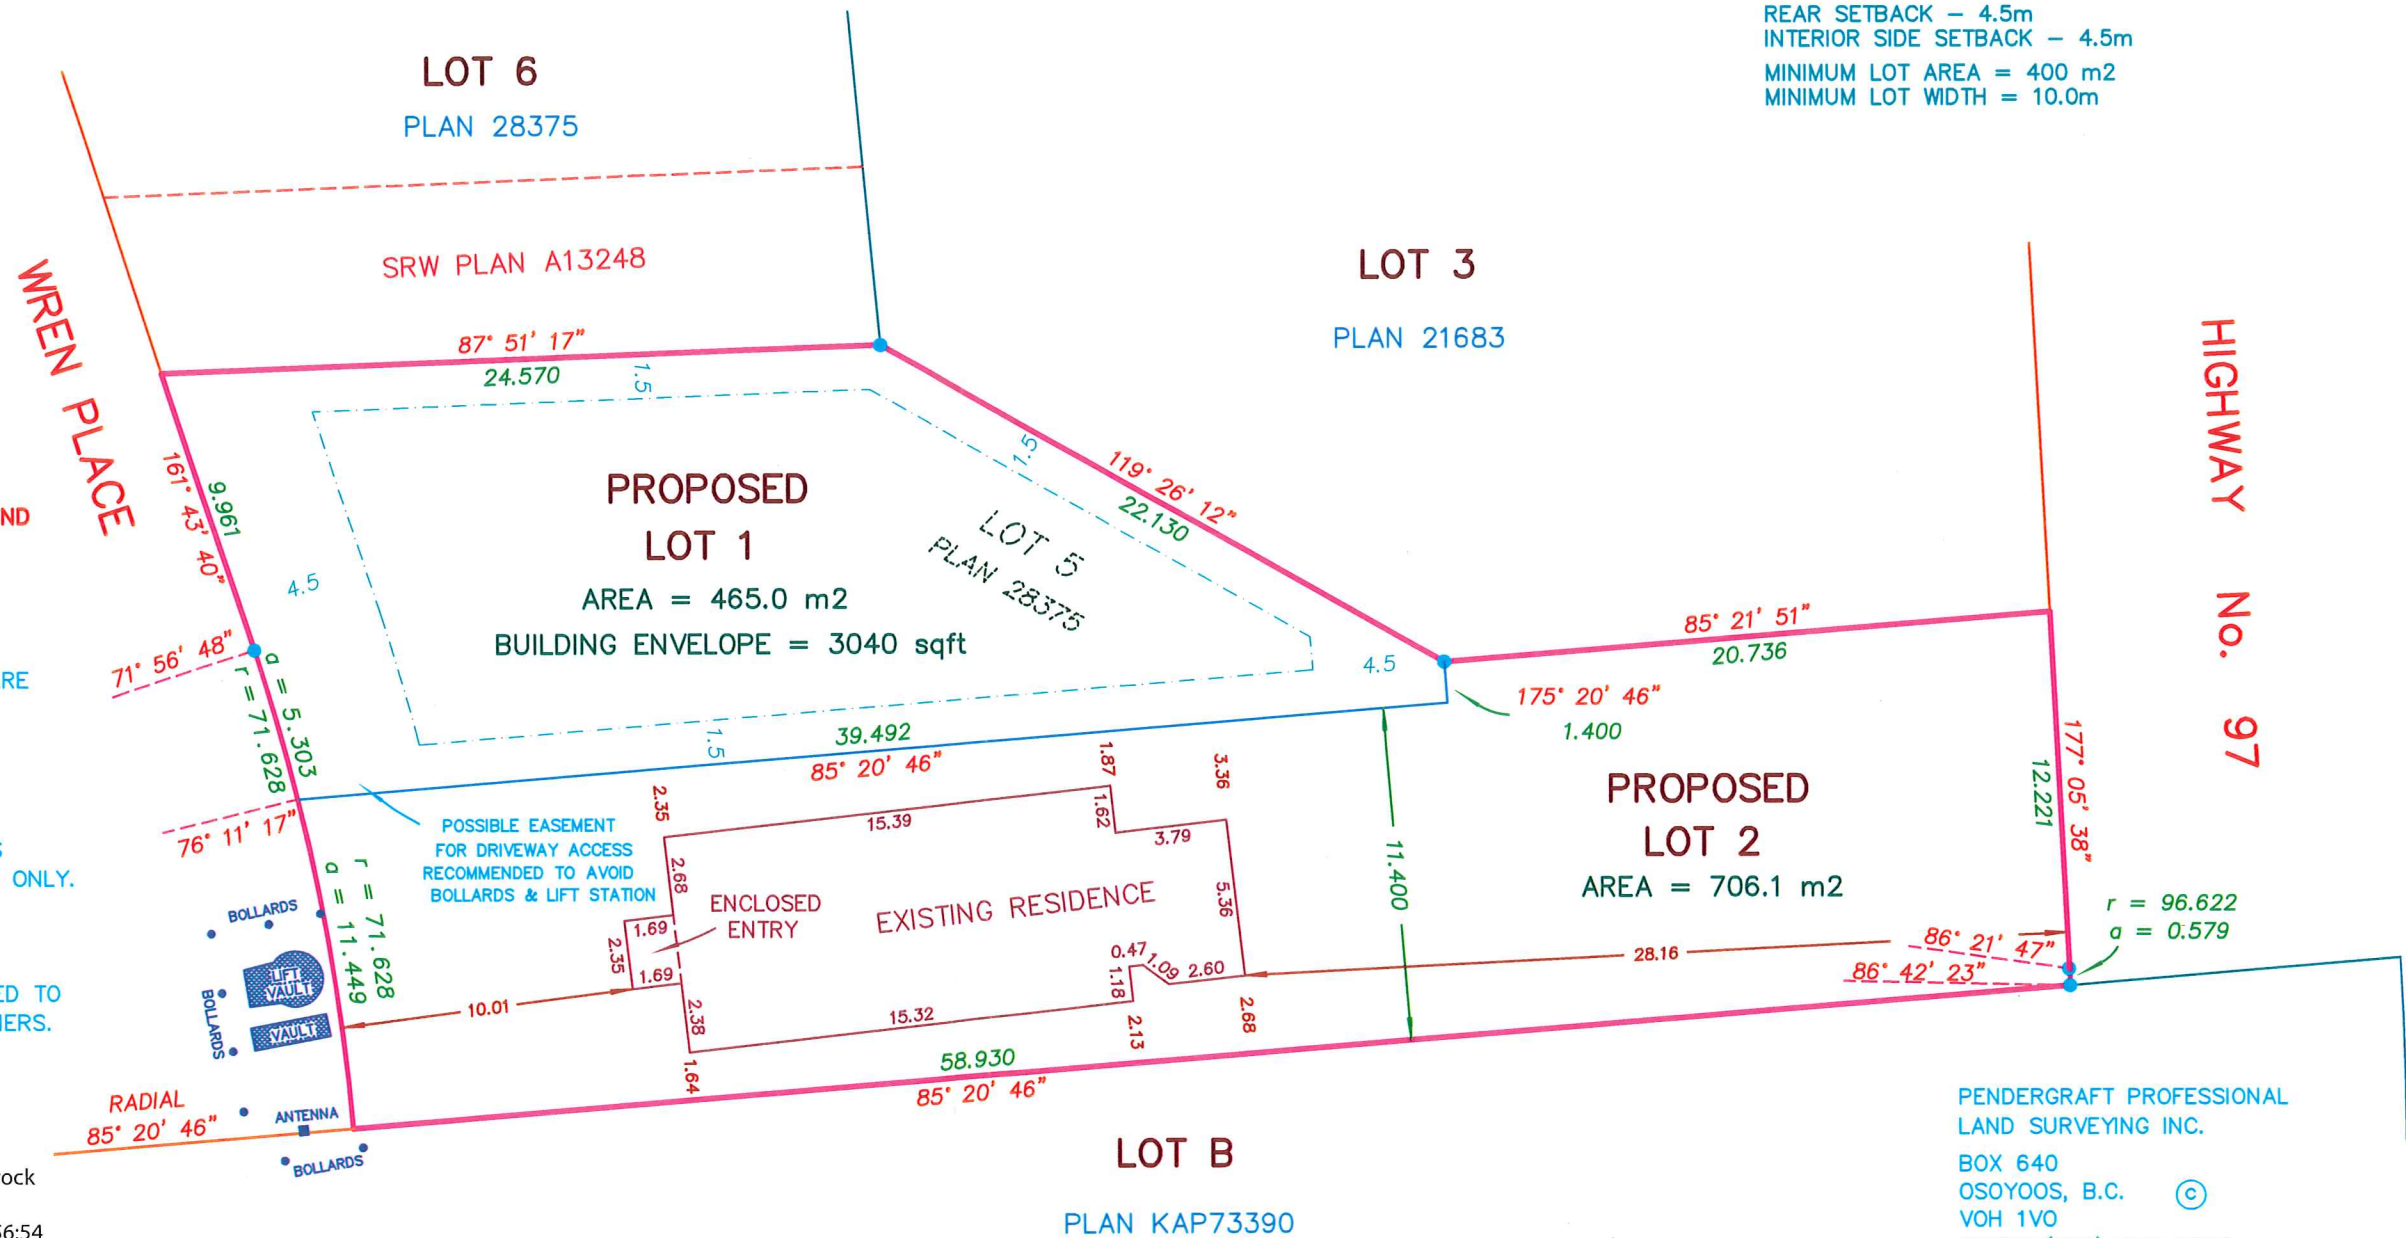 REAR SETBACK – 4.5m
INTERIOR SIDE SETBACK – 4.5m
MINIMUM LOT AREA = 400 m2
MINIMUM LOT WIDTH = 10.0m
LOT 6
PLAN 28375
SRW PLAN A13248
LOT 3
PLAN 21683
WREN PLACE
HIGHWAY No. 97
87° 51' 17"
24.570
1.5
1.5
119° 26' 12"
22.130
161° 43' 40"
9.961
4.5
PROPOSED
LOT 1
AREA = 465.0 m2
BUILDING ENVELOPE = 3040 sqft
LOT 5
PLAN 28375
ND
RE
ONLY.
ED TO
IERS.
71° 56' 48"
a = 5.303
r = 71.628
76° 11' 17"
4.5
85° 21' 51"
20.736
175° 20' 46"
1.400
39.492
85° 20' 46"
1.5
POSSIBLE EASEMENT
FOR DRIVEWAY ACCESS
RECOMMENDED TO AVOID
BOLLARDS & LIFT STATION
2.35
1.87
3.36
15.39
1.62
3.79
2.68
5.36
ENCLOSED
ENTRY
EXISTING RESIDENCE
1.69
2.35
1.69
2.38
10.01
15.32
1.64
0.47
1.09
2.60
1.18
2.13
2.68
11.400
28.16
PROPOSED
LOT 2
AREA = 706.1 m2
177° 05' 38"
12.221
r = 96.622
a = 0.579
86° 21' 47"
86° 42' 23"
r = 71.628
a = 11.449
BOLLARDS
LIFT
VAULT
BOLLARDS
VAULT
ANTENNA
BOLLARDS
RADIAL
85° 20' 46"
58.930
85° 20' 46"
LOT B
PLAN KAP73390
PENDERGRAFT PROFESSIONAL
LAND SURVEYING INC.
BOX 640
OSOYOOS, B.C. ©
VOH 1VO
ock
56:54